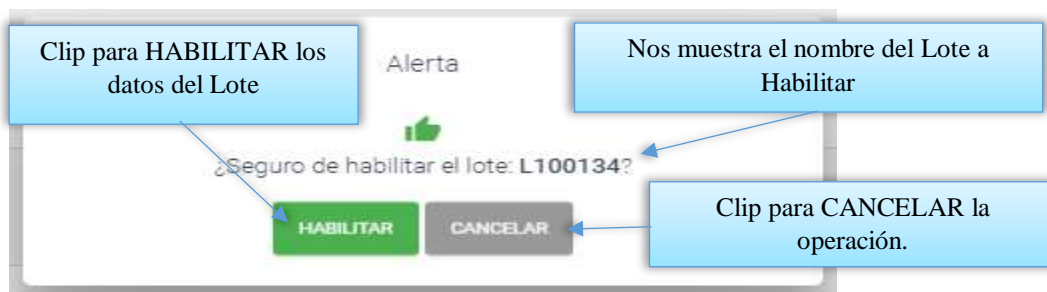 Clip para HABILITAR los
datos del Lote
Alerta
Nos muestra el nombre del Lote a
Habilitar
¿Seguro de habilitar el lote: L100134?
HABILITAR
CANCELAR
Clip para CANCELAR la
operación.